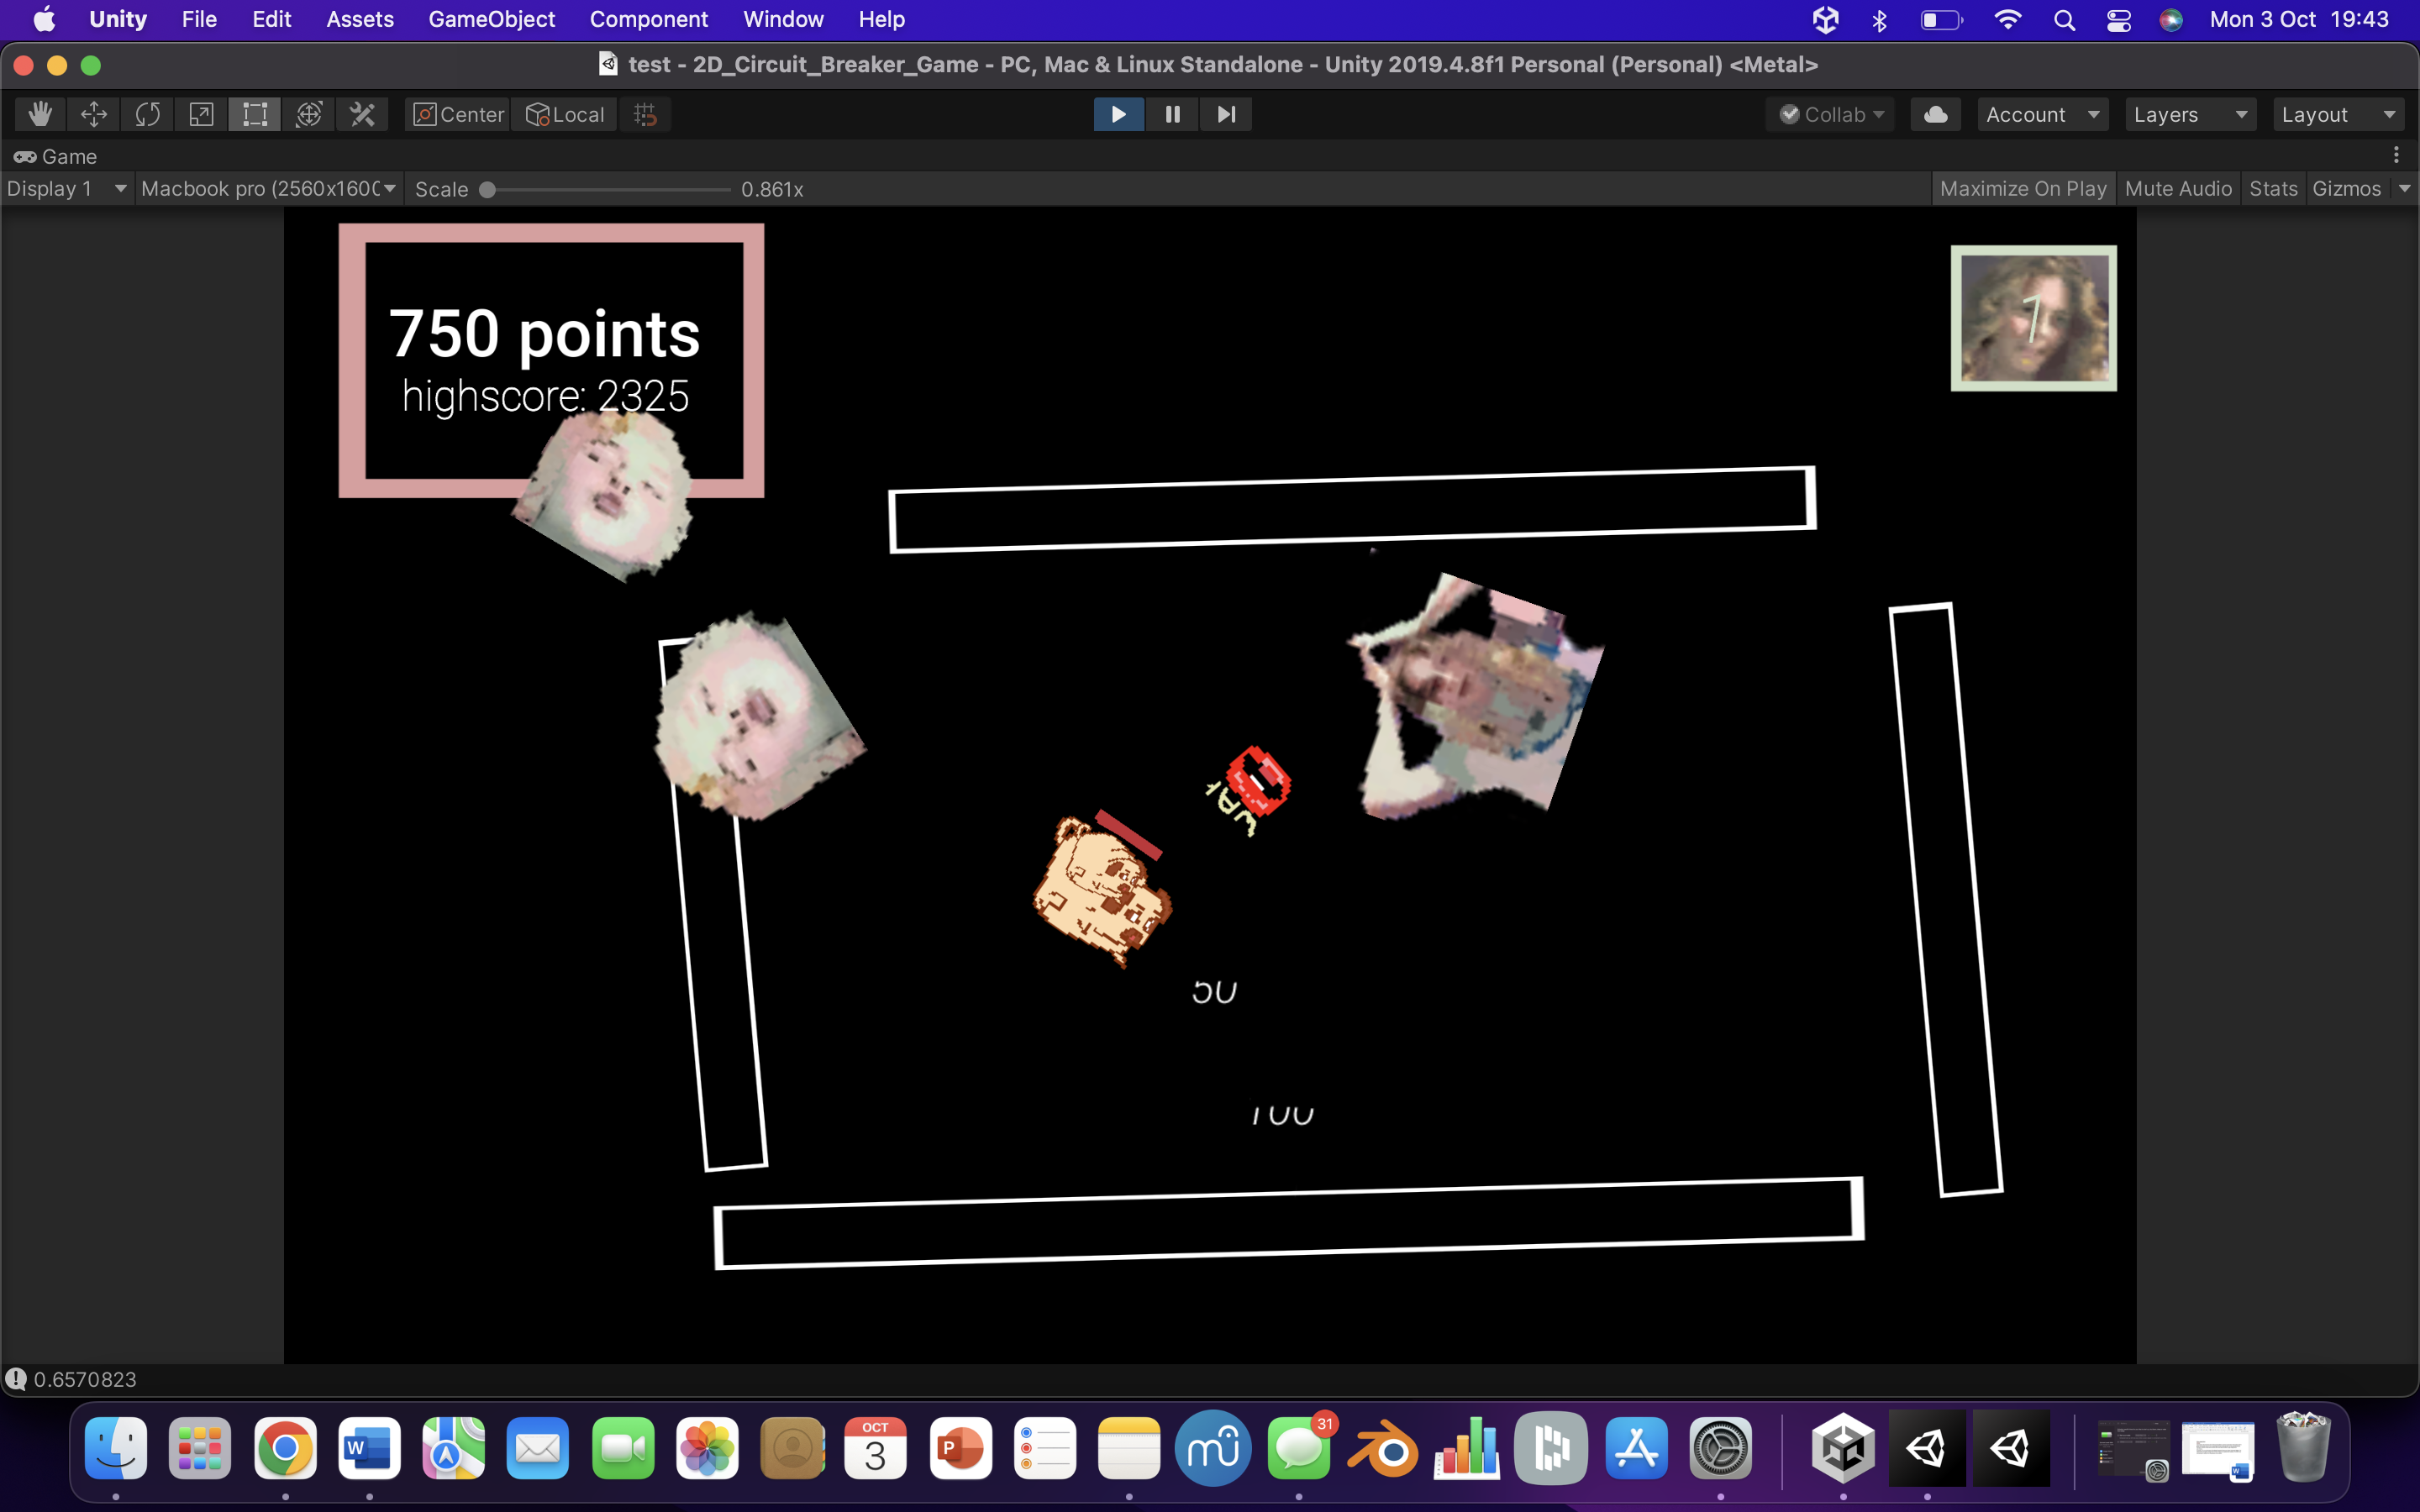 Unity File Edit Assets GameObject Component Window Help Mon 3 Oct 19:43
test - 2D_Circuit_Breaker_Game - PC, Mac & Linux Standalone - Unity 2019.4.8f1 Personal (Personal) <Metal>
Center Local Collab Account Layers Layout
Game
Display 1 Macbook pro (2560x160 Scale 0.861x Maximize On Play Mute Audio Stats Gizmos
750 points
highscore: 2325
1
50
100
0.6570823
31
OCT
3
W
P